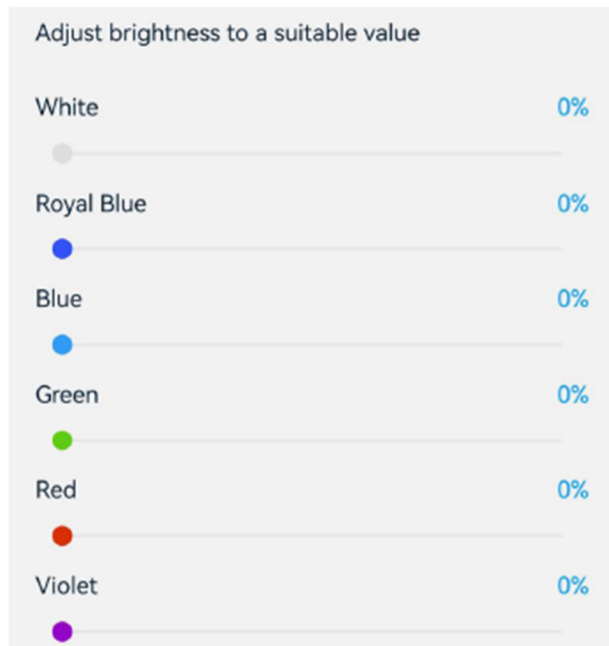 Adjust brightness to a suitable value
White 0%
Royal Blue 0%
Blue 0%
Green 0%
Red 0%
Violet 0%